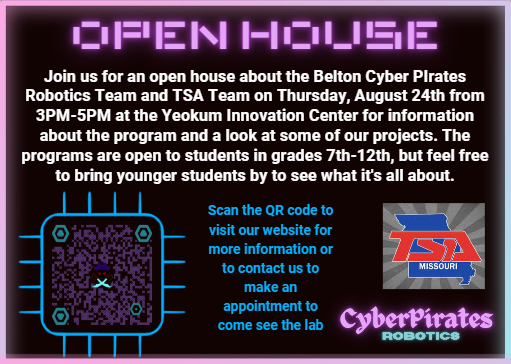 OPEN HOUSE
Join us for an open house about the Belton Cyber PIrates
Robotics Team and TSA Team on Thursday, August 24th from
3PM-5PM at the Yeokum Innovation Center for information
about the program and a look at some of our projects. The
programs are open to students in grades 7th-12th, but feel free
to bring younger students by to see what it's all about.
Scan the QR code to
visit our website for
more information or
to contact us to
make an
appointment to
come see the lab
TSA
MISSOURI
CyberPirates
ROBOTICS